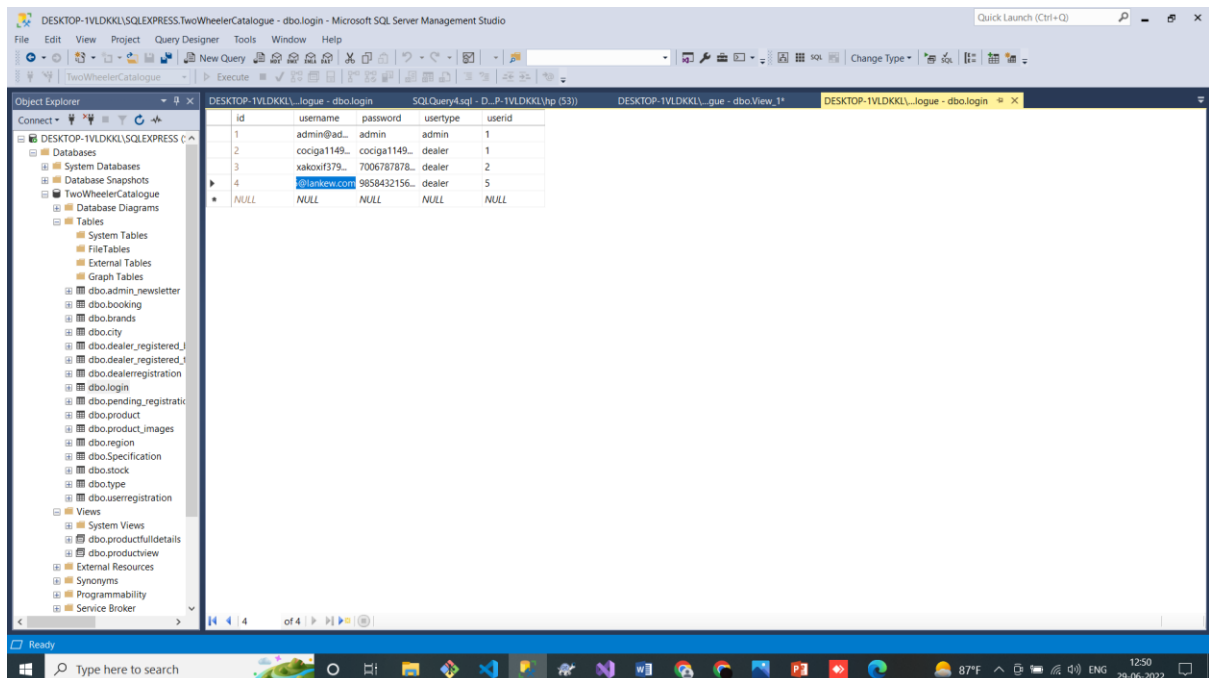 DESKTOP-1VLDKKL\SQLEXPRESS.TwoWheelerCatalogue - dbo.login - Microsoft SQL Server Management Studio
Quick Launch (Ctrl+Q)
File Edit View Project Query Designer Tools Window Help
New Query
Change Type
TwoWheelerCatalogue
Execute
Object Explorer
DESKTOP-1VLDKKL\...logue - dbo.login
SQLQuery4.sql - D...P-1VLDKKL\hp (53))
DESKTOP-1VLDKKL\...gue - dbo.View_1*
DESKTOP-1VLDKKL\...logue - dbo.login
Connect
DESKTOP-1VLDKKL\SQLEXPRESS (
Databases
System Databases
Database Snapshots
TwoWheelerCatalogue
Database Diagrams
Tables
System Tables
FileTables
External Tables
Graph Tables
dbo.admin_newsletter
dbo.booking
dbo.brands
dbo.city
dbo.dealer_registered_l
dbo.dealer_registered_t
dbo.dealerregistration
dbo.login
dbo.pending_registratic
dbo.product
dbo.product_images
dbo.region
dbo.Specification
dbo.stock
dbo.type
dbo.userregistration
Views
System Views
dbo.productfulldetails
dbo.productview
External Resources
Synonyms
Programmability
Service Broker
id username password usertype userid
1 admin@ad... admin admin 1
2 cociga1149... cociga1149... dealer 1
3 xakoxif379... 7006787878... dealer 2
4 @lankew.com 9858432156... dealer 5
NULL NULL NULL NULL NULL
4 of 4
Ready
Type here to search
87°F ENG 12:50
29-06-2022